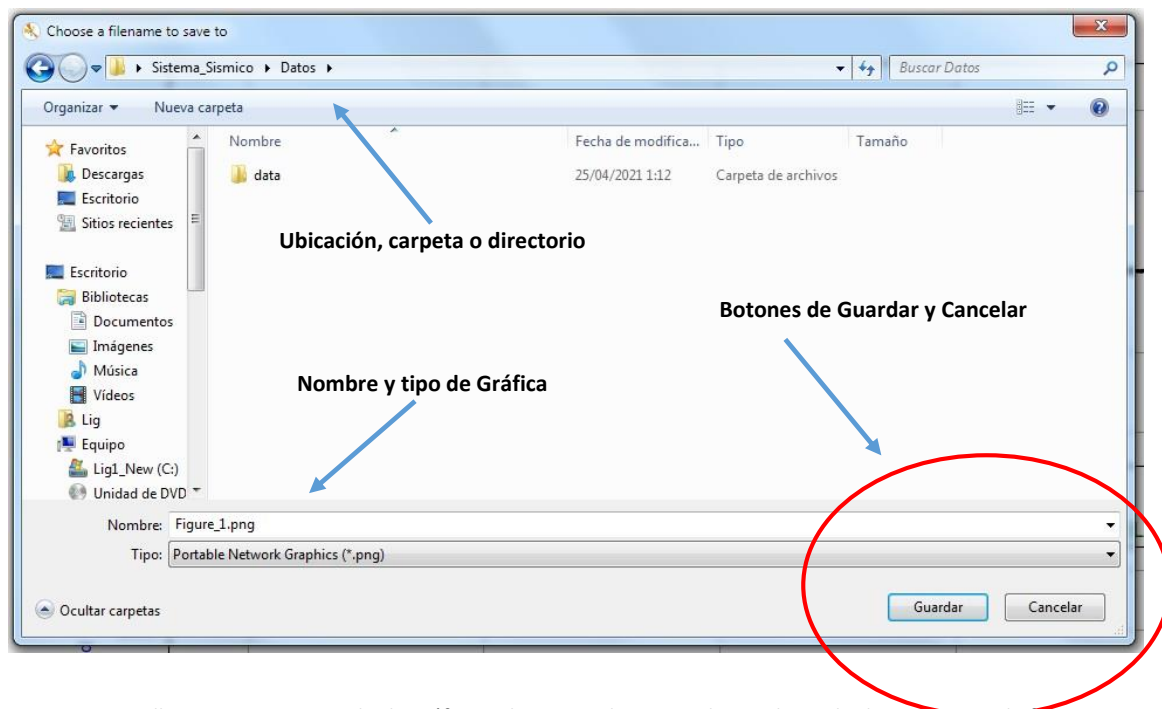 Choose a filename to save to
Sistema_Sismico Datos
Buscar Datos
Organizar Nueva carpeta
Nombre Fecha de modifica... Tipo Tamaño
Favoritos
Descargas
Escritorio
Sitios recientes
Escritorio
Bibliotecas
Documentos
Imágenes
Música
Vídeos
Lig
Equipo
Lig1_New (C:)
Unidad de DVD
data 25/04/2021 1:12 Carpeta de archivos
Ubicación, carpeta o directorio
Botones de Guardar y Cancelar
Nombre y tipo de Gráfica
Nombre: Figure_1.png
Tipo: Portable Network Graphics (*.png)
Ocultar carpetas
Guardar Cancelar